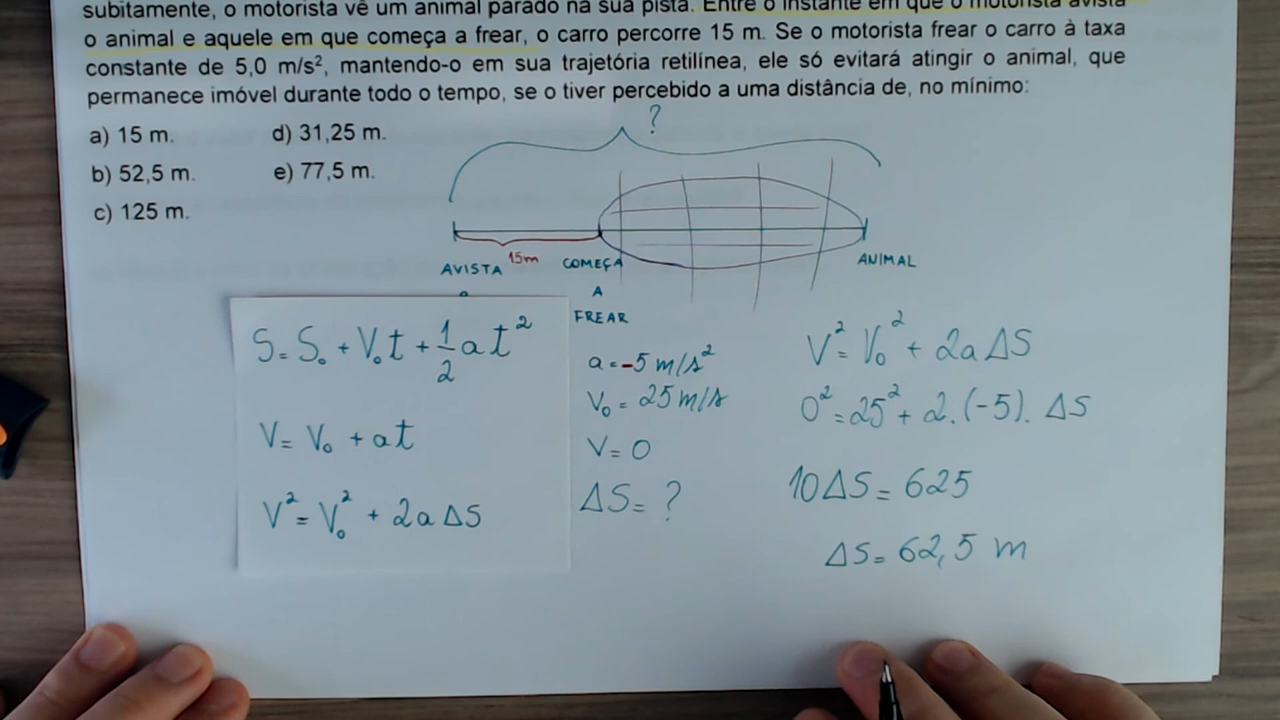 subitamente, o motorista vê um animal parado na sua pista. Entre o instante em que o motorista avista
o animal e aquele em que começa a frear, o carro percorre 15 m. Se o motorista frear o carro à taxa
constante de 5,0 m/s², mantendo-o em sua trajetória retilínea, ele só evitará atingir o animal, que
permanece imóvel durante todo o tempo, se o tiver percebido a uma distância de, no mínimo:
a) 15 m. d) 31,25 m.
b) 52,5 m. e) 77,5 m.
c) 125 m.
?
15m
AVISTA COMEÇA ANIMAL
A
FREAR
S = S₀ + V₀t + 1/2 at²
V = V₀ + at
V² = V₀² + 2aΔS
a = -5 m/s²
V₀ = 25 m/s
V = 0
ΔS = ?
V² = V₀² + 2aΔS
0² = 25² + 2.(-5). ΔS
10ΔS = 625
ΔS = 62,5 m